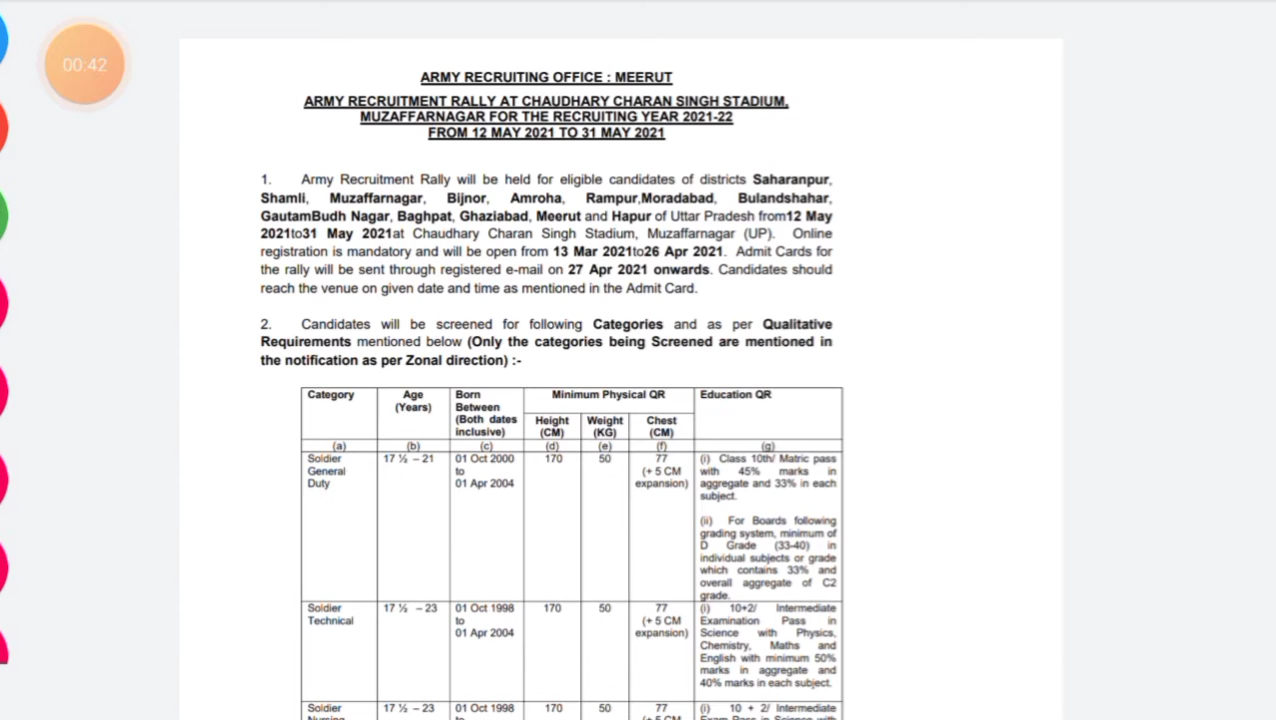 00:42
ARMY RECRUITING OFFICE : MEERUT
ARMY RECRUITMENT RALLY AT CHAUDHARY CHARAN SINGH STADIUM,
MUZAFFARNAGAR FOR THE RECRUITING YEAR 2021-22
FROM 12 MAY 2021 TO 31 MAY 2021
1. Army Recruitment Rally will be held for eligible candidates of districts Saharanpur,
Shamli, Muzaffarnagar, Bijnor, Amroha, Rampur,Moradabad, Bulandshahar,
GautamBudh Nagar, Baghpat, Ghaziabad, Meerut and Hapur of Uttar Pradesh from12 May
2021to31 May 2021at Chaudhary Charan Singh Stadium, Muzaffarnagar (UP). Online
registration is mandatory and will be open from 13 Mar 2021to26 Apr 2021. Admit Cards for
the rally will be sent through registered e-mail on 27 Apr 2021 onwards. Candidates should
reach the venue on given date and time as mentioned in the Admit Card.
2. Candidates will be screened for following Categories and as per Qualitative
Requirements mentioned below (Only the categories being Screened are mentioned in
the notification as per Zonal direction) :-
Category Age Born Minimum Physical QR Education QR
(Years) Between
(Both dates Height Weight Chest
inclusive) (CM) (KG) (CM)
(a) (b) (c) (d) (e) (f) (g)
Soldier 17 ½ – 21 01 Oct 2000 170 50 77 (i) Class 10th/ Matric pass
General to (+ 5 CM with 45% marks in
Duty 01 Apr 2004 expansion) aggregate and 33% in each
subject.
(ii) For Boards following
grading system, minimum of
D Grade (33-40) in
individual subjects or grade
which contains 33% and
overall aggregate of C2
grade.
Soldier 17 ½ – 23 01 Oct 1998 170 50 77 (i) 10+2/ Intermediate
Technical to (+ 5 CM Examination Pass in
01 Apr 2004 expansion) Science with Physics,
Chemistry, Maths and
English with minimum 50%
marks in aggregate and
40% marks in each subject.
Soldier 17 ½ – 23 01 Oct 1998 170 50 77 (i) 10 + 2/ Intermediate
Nursing to (+ 5 CM Exam Pass in Science with